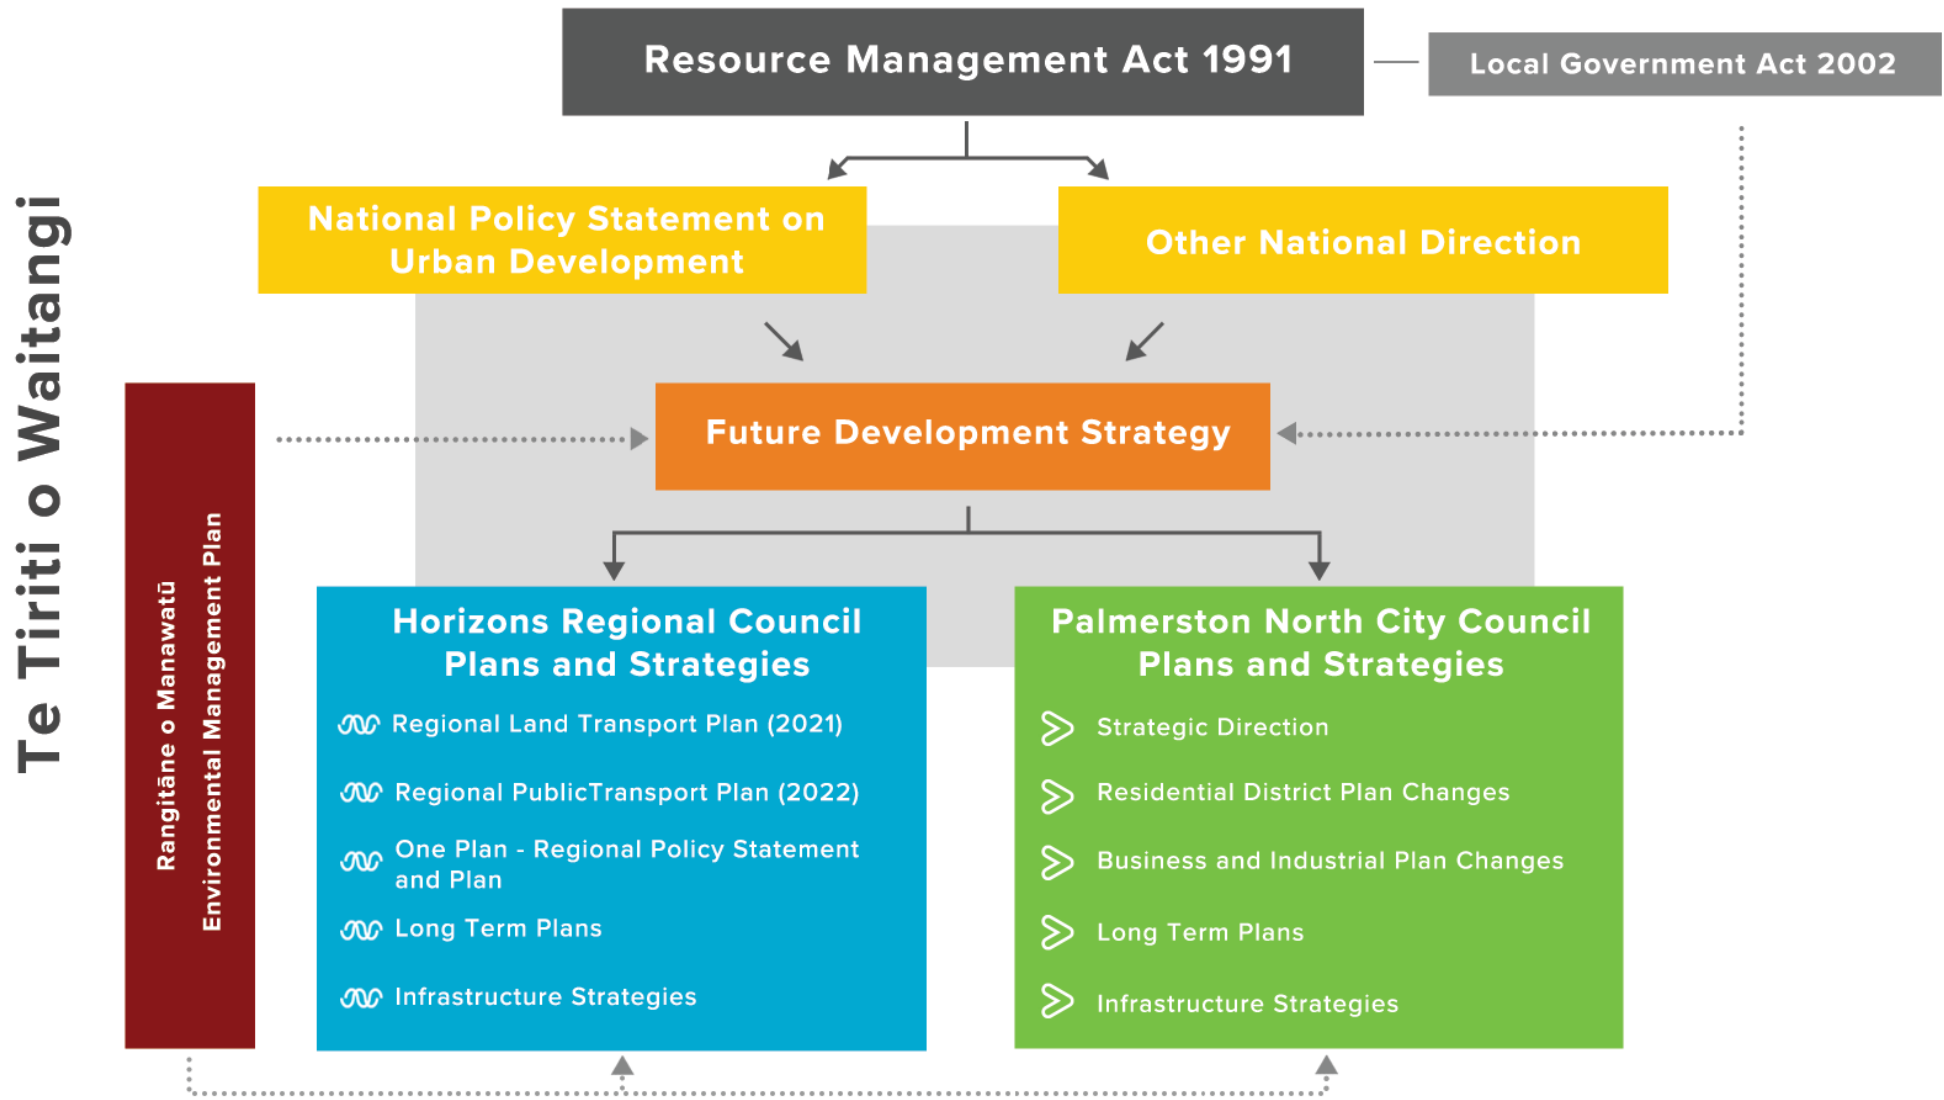 Resource Management Act 1991
Local Government Act 2002
Te Tiriti o Waitangi
National Policy Statement on
Urban Development
Other National Direction
Rangitāne o Manawatū
Environmental Management Plan
Future Development Strategy
Horizons Regional Council
Plans and Strategies
Regional Land Transport Plan (2021)
Regional PublicTransport Plan (2022)
One Plan - Regional Policy Statement
and Plan
Long Term Plans
Infrastructure Strategies
Palmerston North City Council
Plans and Strategies
Strategic Direction
Residential District Plan Changes
Business and Industrial Plan Changes
Long Term Plans
Infrastructure Strategies